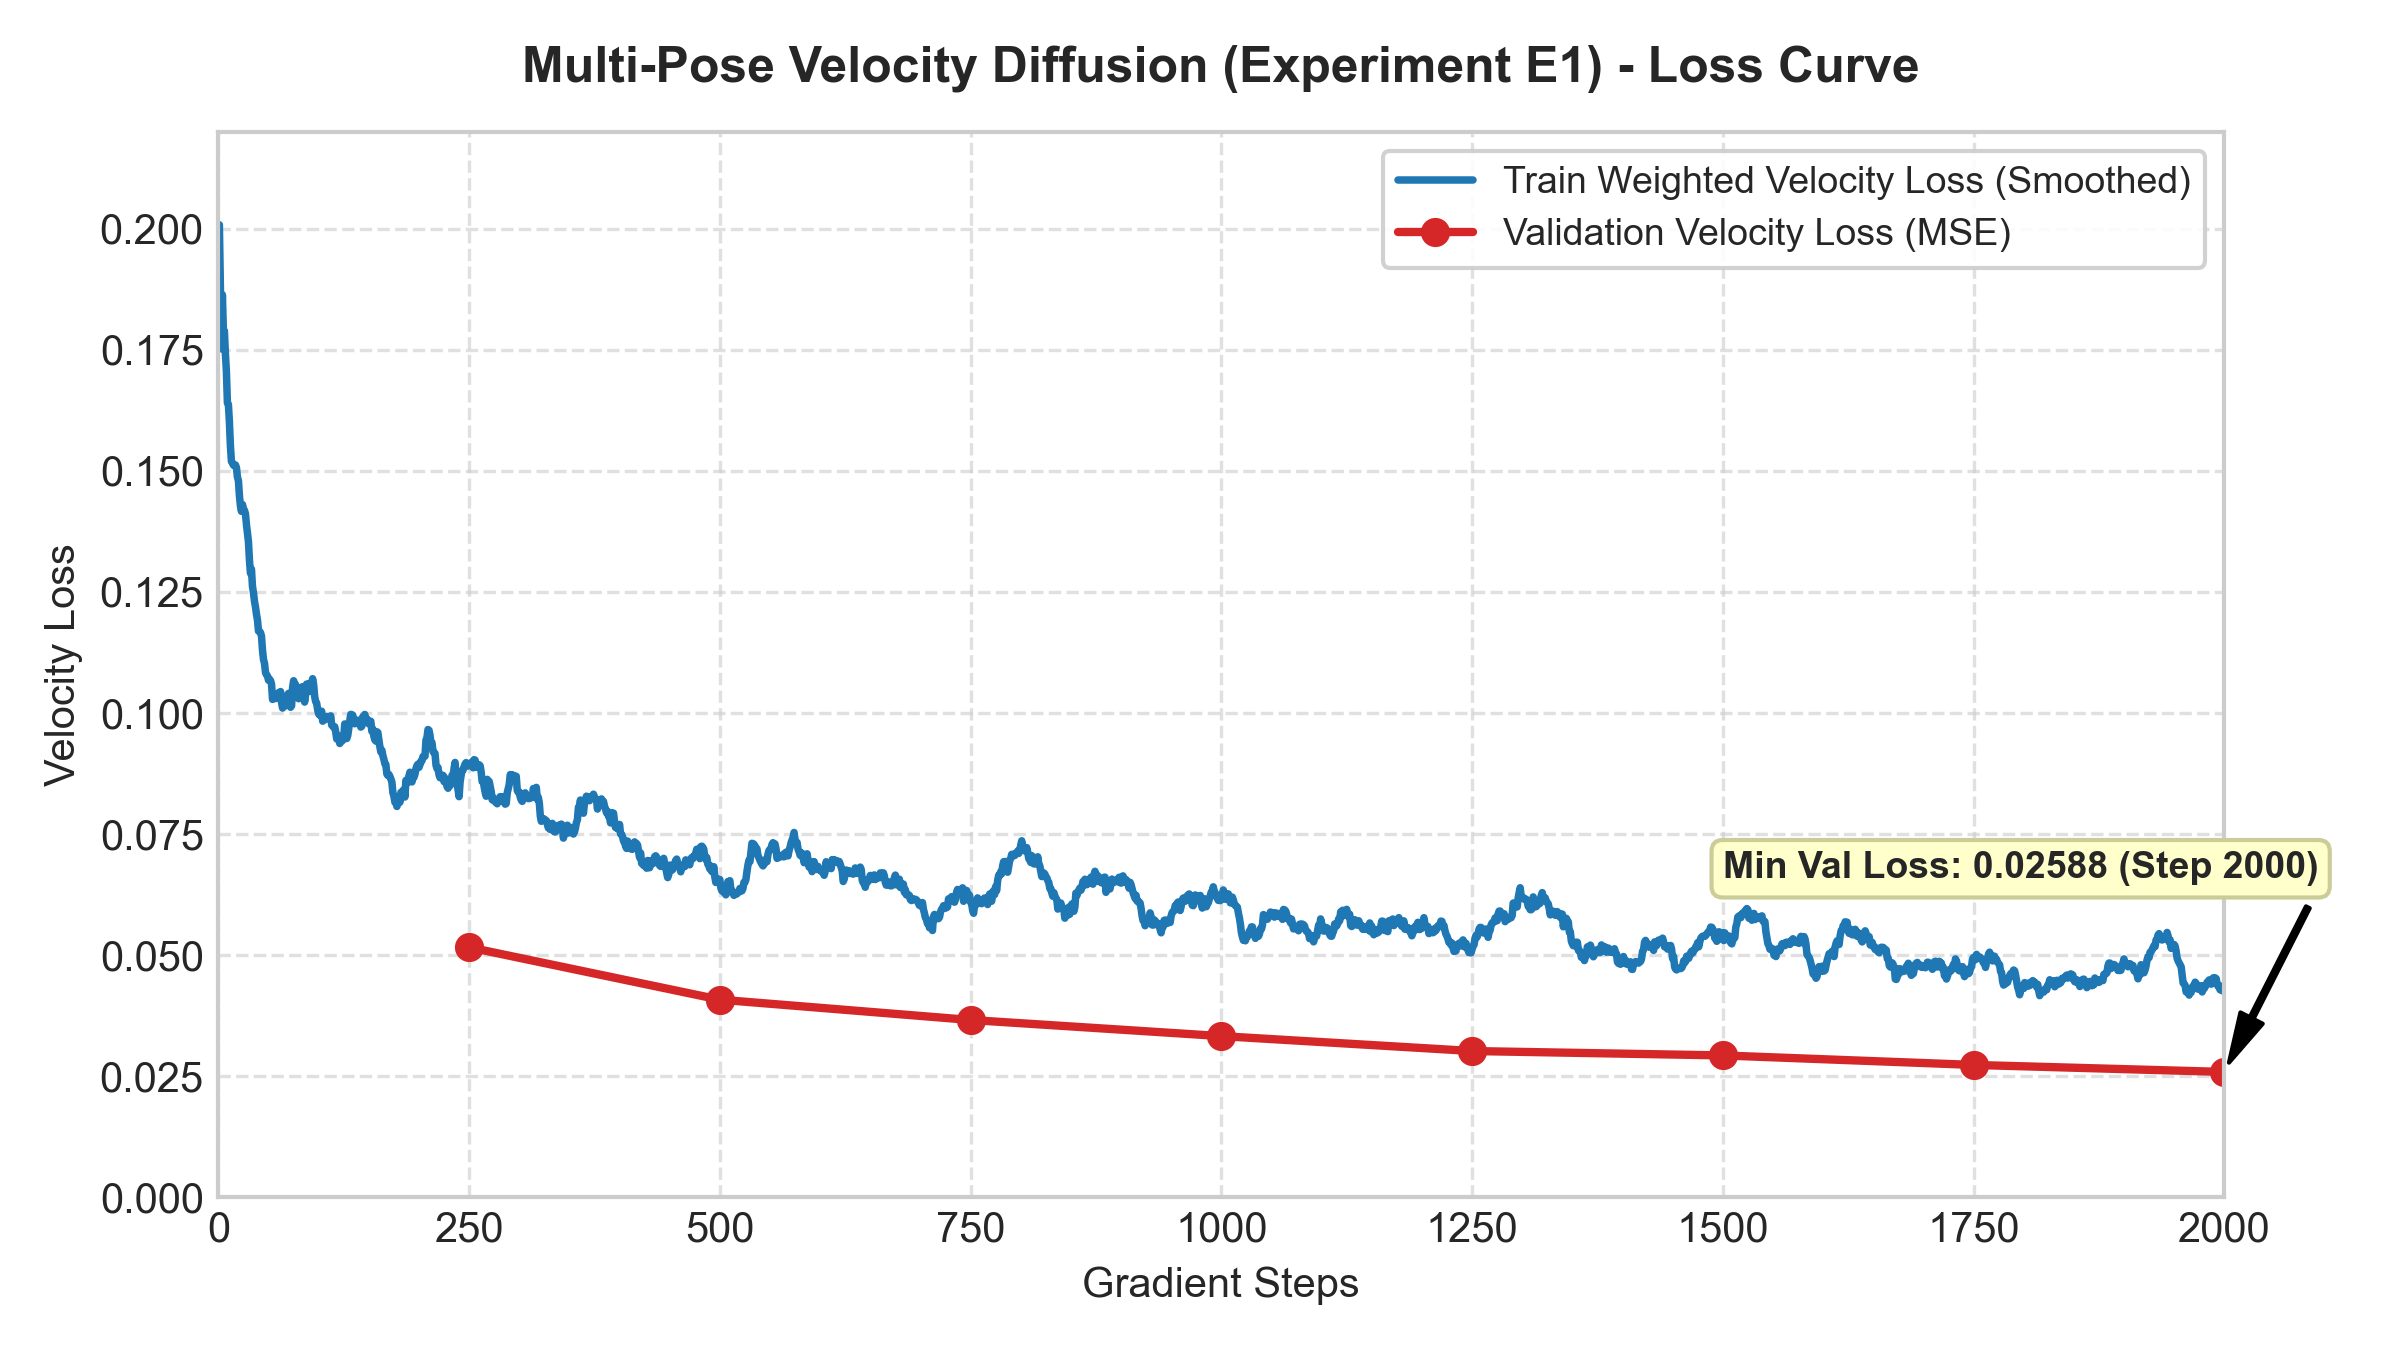 Multi-Pose Velocity Diffusion (Experiment E1) - Loss Curve
Train Weighted Velocity Loss (Smoothed)
Validation Velocity Loss (MSE)
Velocity Loss
0.200
0.175
0.150
0.125
0.100
0.075
0.050
0.025
0.000
Min Val Loss: 0.02588 (Step 2000)
0 250 500 750 1000 1250 1500 1750 2000
Gradient Steps